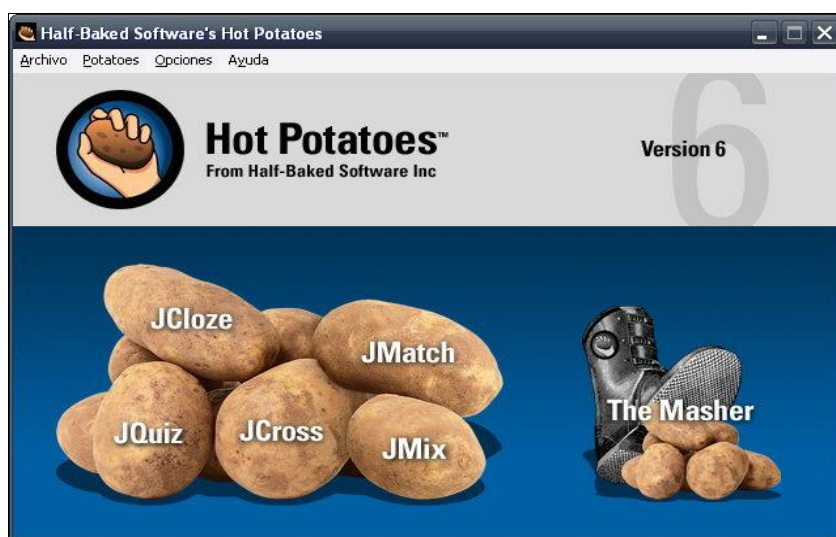 Half-Baked Software's Hot Potatoes
Archivo Potatoes Opciones Ayuda
6
Hot Potatoes™
From Half-Baked Software Inc
Version 6
JCloze
JMatch
JQuiz
JCross
JMix
The Masher